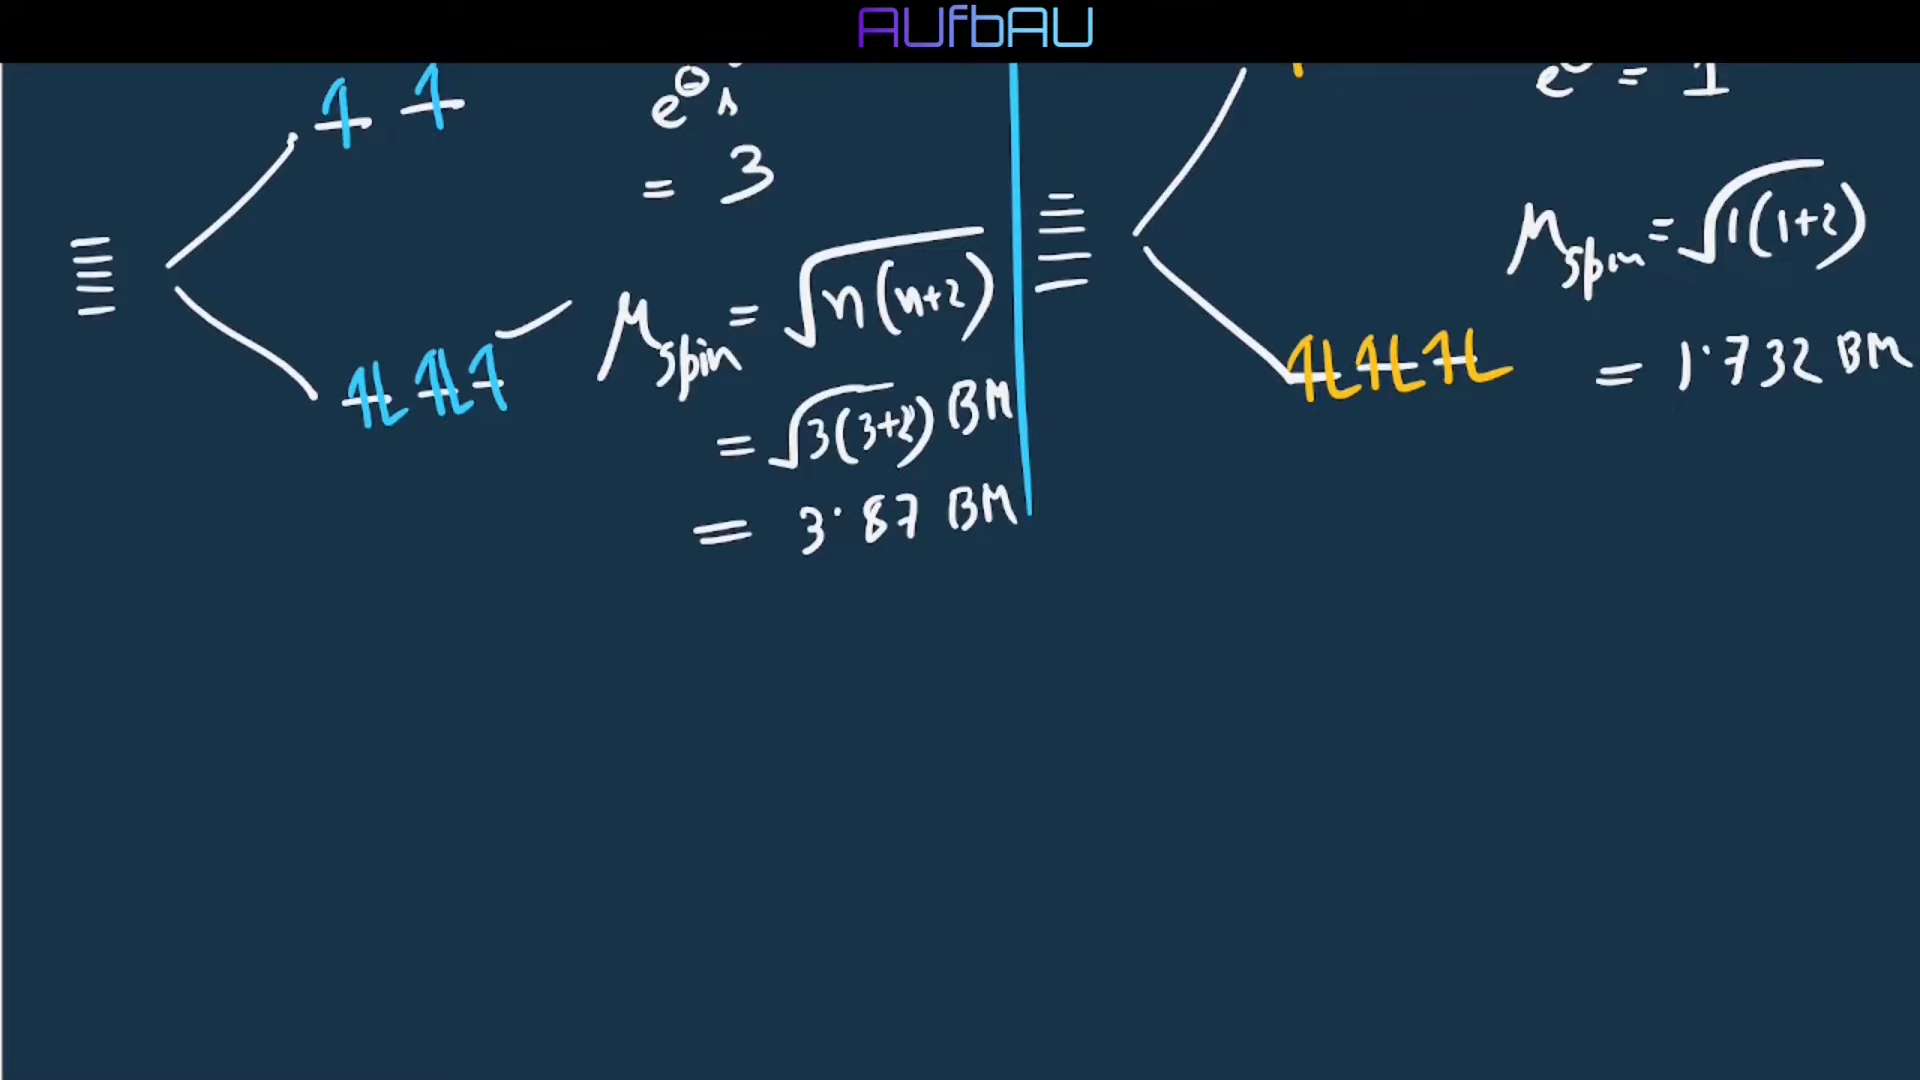 AUfbAU
e⊖s
= 3
μspin = √n(n+2)
= √3(3+2) BM
= 3.87 BM
e⊖ = 1
μspin = √1(1+2)
= 1.732 BM